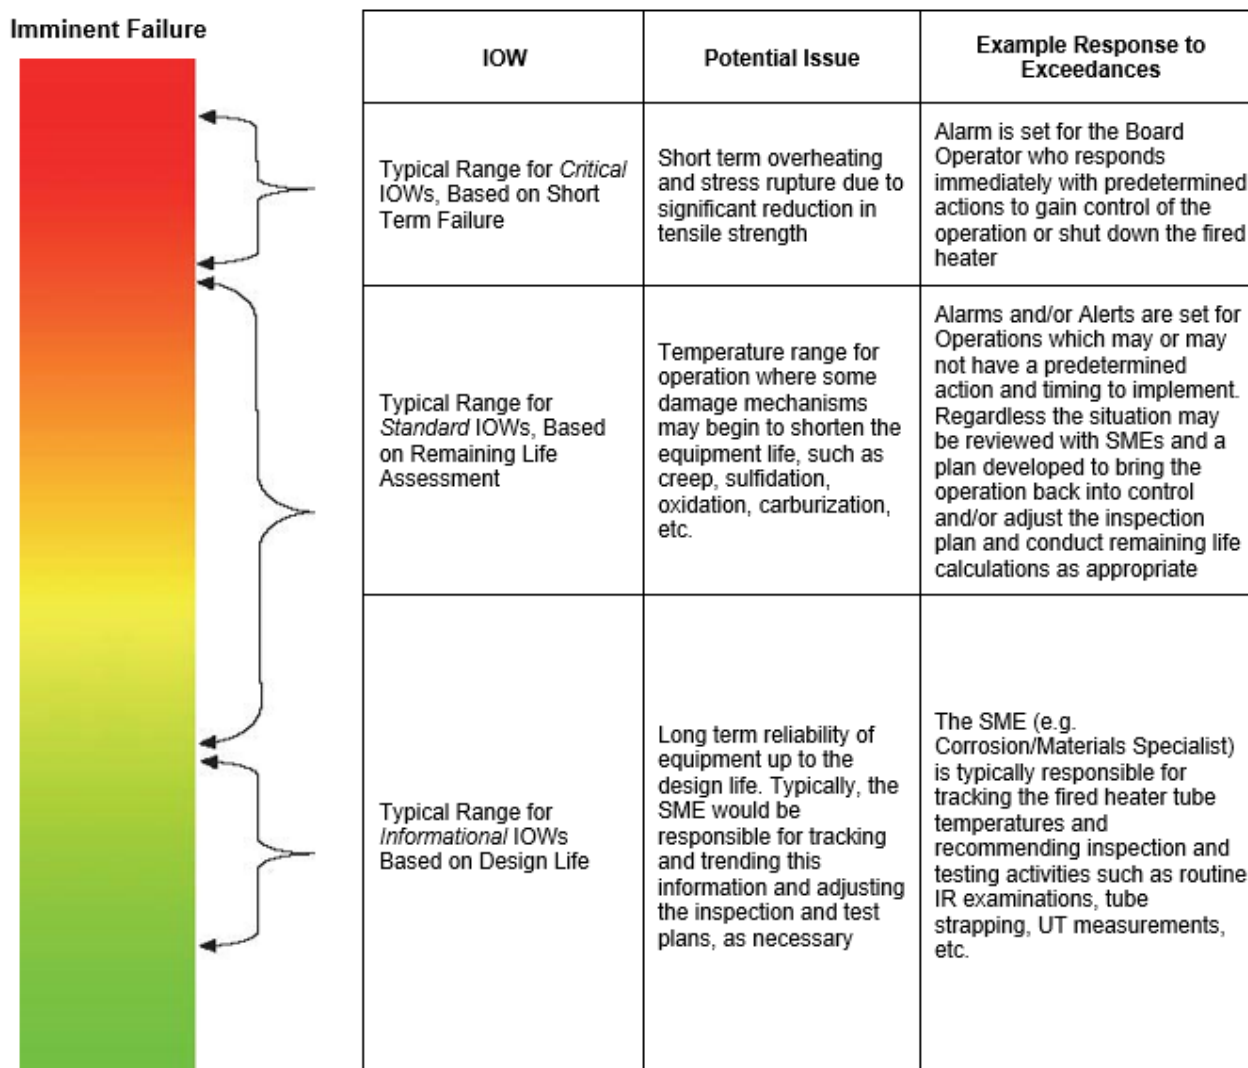 Imminent Failure
IOW
Potential Issue
Example Response to
Exceedances
Typical Range for Critical
IOWs, Based on Short
Term Failure
Short term overheating
and stress rupture due to
significant reduction in
tensile strength
Alarm is set for the Board
Operator who responds
immediately with predetermined
actions to gain control of the
operation or shut down the fired
heater
Typical Range for
Standard IOWs, Based
on Remaining Life
Assessment
Temperature range for
operation where some
damage mechanisms
may begin to shorten the
equipment life, such as
creep, sulfidation,
oxidation, carburization,
etc.
Alarms and/or Alerts are set for
Operations which may or may
not have a predetermined
action and timing to implement.
Regardless the situation may
be reviewed with SMEs and a
plan developed to bring the
operation back into control
and/or adjust the inspection
plan and conduct remaining life
calculations as appropriate
Typical Range for
Informational IOWs
Based on Design Life
Long term reliability of
equipment up to the
design life. Typically, the
SME would be
responsible for tracking
and trending this
information and adjusting
the inspection and test
plans, as necessary
The SME (e.g.
Corrosion/Materials Specialist)
is typically responsible for
tracking the fired heater tube
temperatures and
recommending inspection and
testing activities such as routine
IR examinations, tube
strapping, UT measurements,
etc.